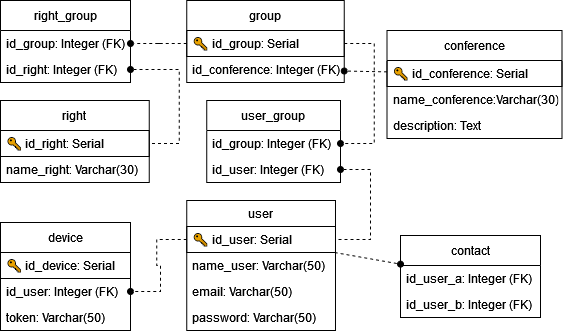 right_group
id_group: Integer (FK)
id_right: Integer (FK)
group
id_group: Serial
id_conference: Integer (FK)
conference
id_conference: Serial
name_conference:Varchar(30)
description: Text
right
id_right: Serial
name_right: Varchar(30)
user_group
id_group: Integer (FK)
id_user: Integer (FK)
device
id_device: Serial
id_user: Integer (FK)
token: Varchar(50)
user
id_user: Serial
name_user: Varchar(50)
email: Varchar(50)
password: Varchar(50)
contact
id_user_a: Integer (FK)
id_user_b: Integer (FK)